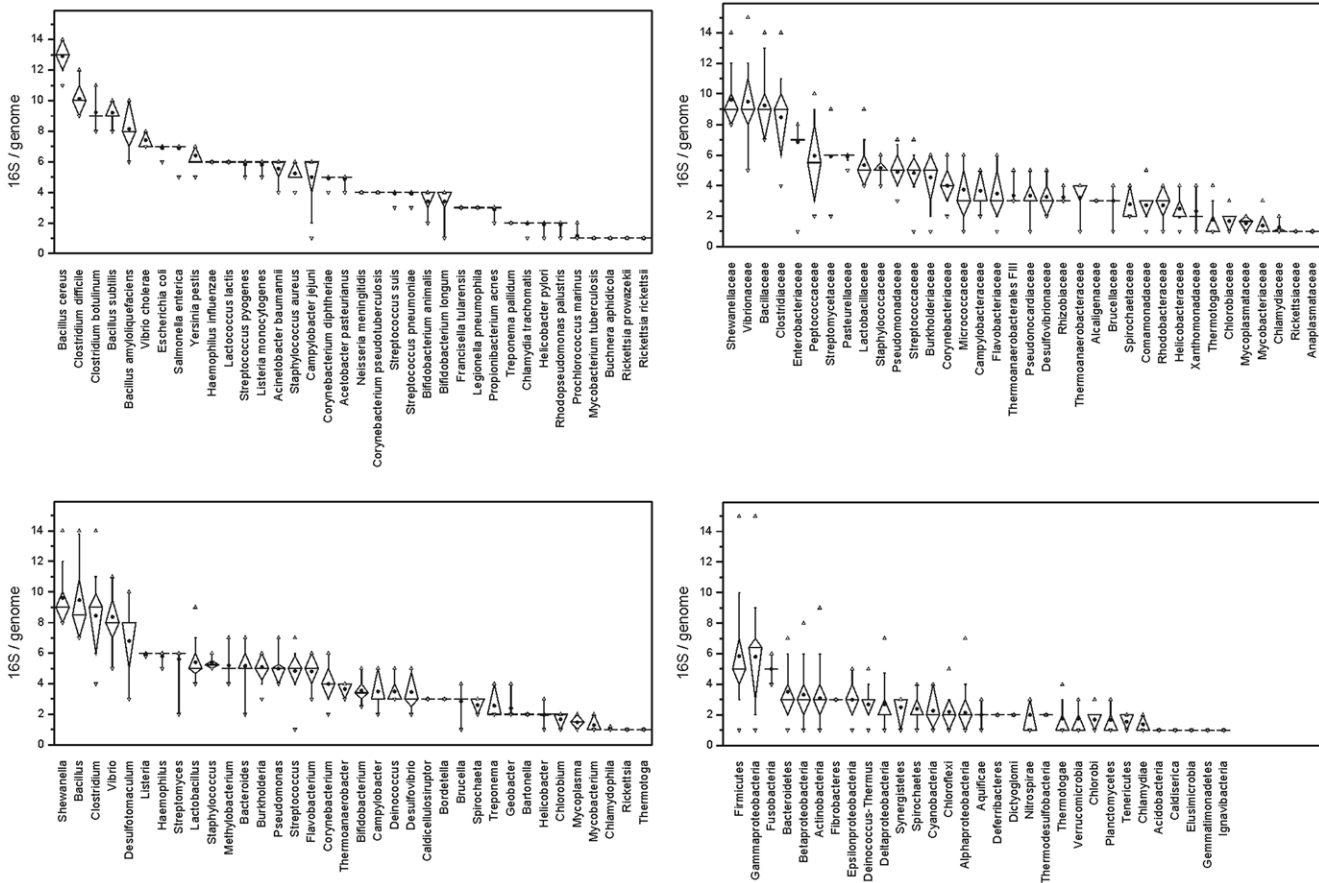 16S / genome
14
12
10
8
6
4
2
0
Bacillus cereus
Clostridium difficile
Clostridium botulinum
Bacillus subtilis
Bacillus amyloliquefaciens
Vibrio cholerae
Escherichia coli
Salmonella enterica
Yersinia pestis
Haemophilus influenzae
Lactococcus lactis
Streptococcus pyogenes
Listeria monocytogenes
Acinetobacter baumannii
Staphylococcus aureus
Campylobacter jejuni
Corynebacterium diphtheriae
Acetobacter pasteurianus
Neisseria meningitidis
Corynebacterium pseudotuberculosis
Streptococcus suis
Streptococcus pneumoniae
Bifidobacterium animalis
Bifidobacterium longum
Francisella tularensis
Legionella pneumophila
Propionibacterium acnes
Treponema pallidum
Chlamydia trachomatis
Helicobacter pylori
Rhodopseudomonas palustris
Prochlorococcus marinus
Mycobacterium tuberculosis
Buchnera aphidicola
Rickettsia prowazekii
Rickettsia rickettsii
16S / genome
14
12
10
8
6
4
2
0
Shewanellaceae
Vibrionaceae
Bacillaceae
Clostridiaceae
Enterobacteriaceae
Peptococcaceae
Streptomycetaceae
Pasteurellaceae
Lactobacillaceae
Staphylococcaceae
Pseudomonadaceae
Streptococcaceae
Burkholderiaceae
Corynebacteriaceae
Micrococcaceae
Campylobacteraceae
Flavobacteriaceae
Thermoanaerobacterales FIII
Pseudonocardiaceae
Desulfovibrionaceae
Rhizobiaceae
Thermoanaerobacteraceae
Alcaligenaceae
Brucellaceae
Spirochaetaceae
Comamonadaceae
Rhodobacteraceae
Helicobacteraceae
Xanthomonadaceae
Thermotogaceae
Chlorobiaceae
Mycoplasmataceae
Mycobacteriaceae
Chlamydiaceae
Rickettsiaceae
Anaplasmataceae
16S / genome
14
12
10
8
6
4
2
0
Shewanella
Bacillus
Clostridium
Vibrio
Desulfotomaculum
Listeria
Haemophilus
Streptomyces
Lactobacillus
Staphylococcus
Methylobacterium
Bacteroides
Burkholderia
Pseudomonas
Streptococcus
Flavobacterium
Corynebacterium
Thermoanaerobacter
Bifidobacterium
Campylobacter
Deinococcus
Desulfovibrio
Caldicellulosiruptor
Bordetella
Brucella
Spirochaeta
Treponema
Geobacter
Bartonella
Helicobacter
Chlorobium
Mycoplasma
Mycobacterium
Chlamydophila
Rickettsia
Thermotoga
16S / genome
14
12
10
8
6
4
2
0
Firmicutes
Gammaproteobacteria
Fusobacteria
Bacteroidetes
Betaproteobacteria
Actinobacteria
Fibrobacteres
Epsilonproteobacteria
Deinococcus-Thermus
Deltaproteobacteria
Synergistetes
Spirochaetes
Cyanobacteria
Chloroflexi
Alphaproteobacteria
Aquificae
Deferribacteres
Dictyoglomi
Nitrospirae
Thermodesulfobacteria
Thermotogae
Verrucomicrobia
Chlorobi
Planctomycetes
Tenericutes
Chlamydiae
Acidobacteria
Caldiserica
Elusimicrobia
Gemmatimonadetes
Ignavibacteria